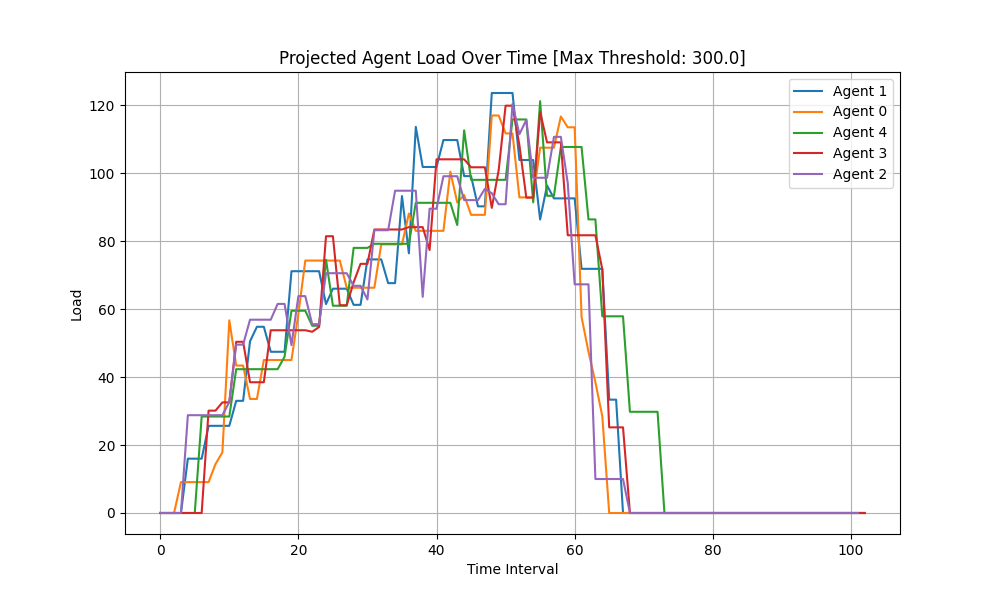 Projected Agent Load Over Time [Max Threshold: 300.0]
Agent 1
Agent 0
Agent 4
Agent 3
Agent 2
Load
120
100
80
60
40
20
0
0 20 40 60 80 100
Time Interval